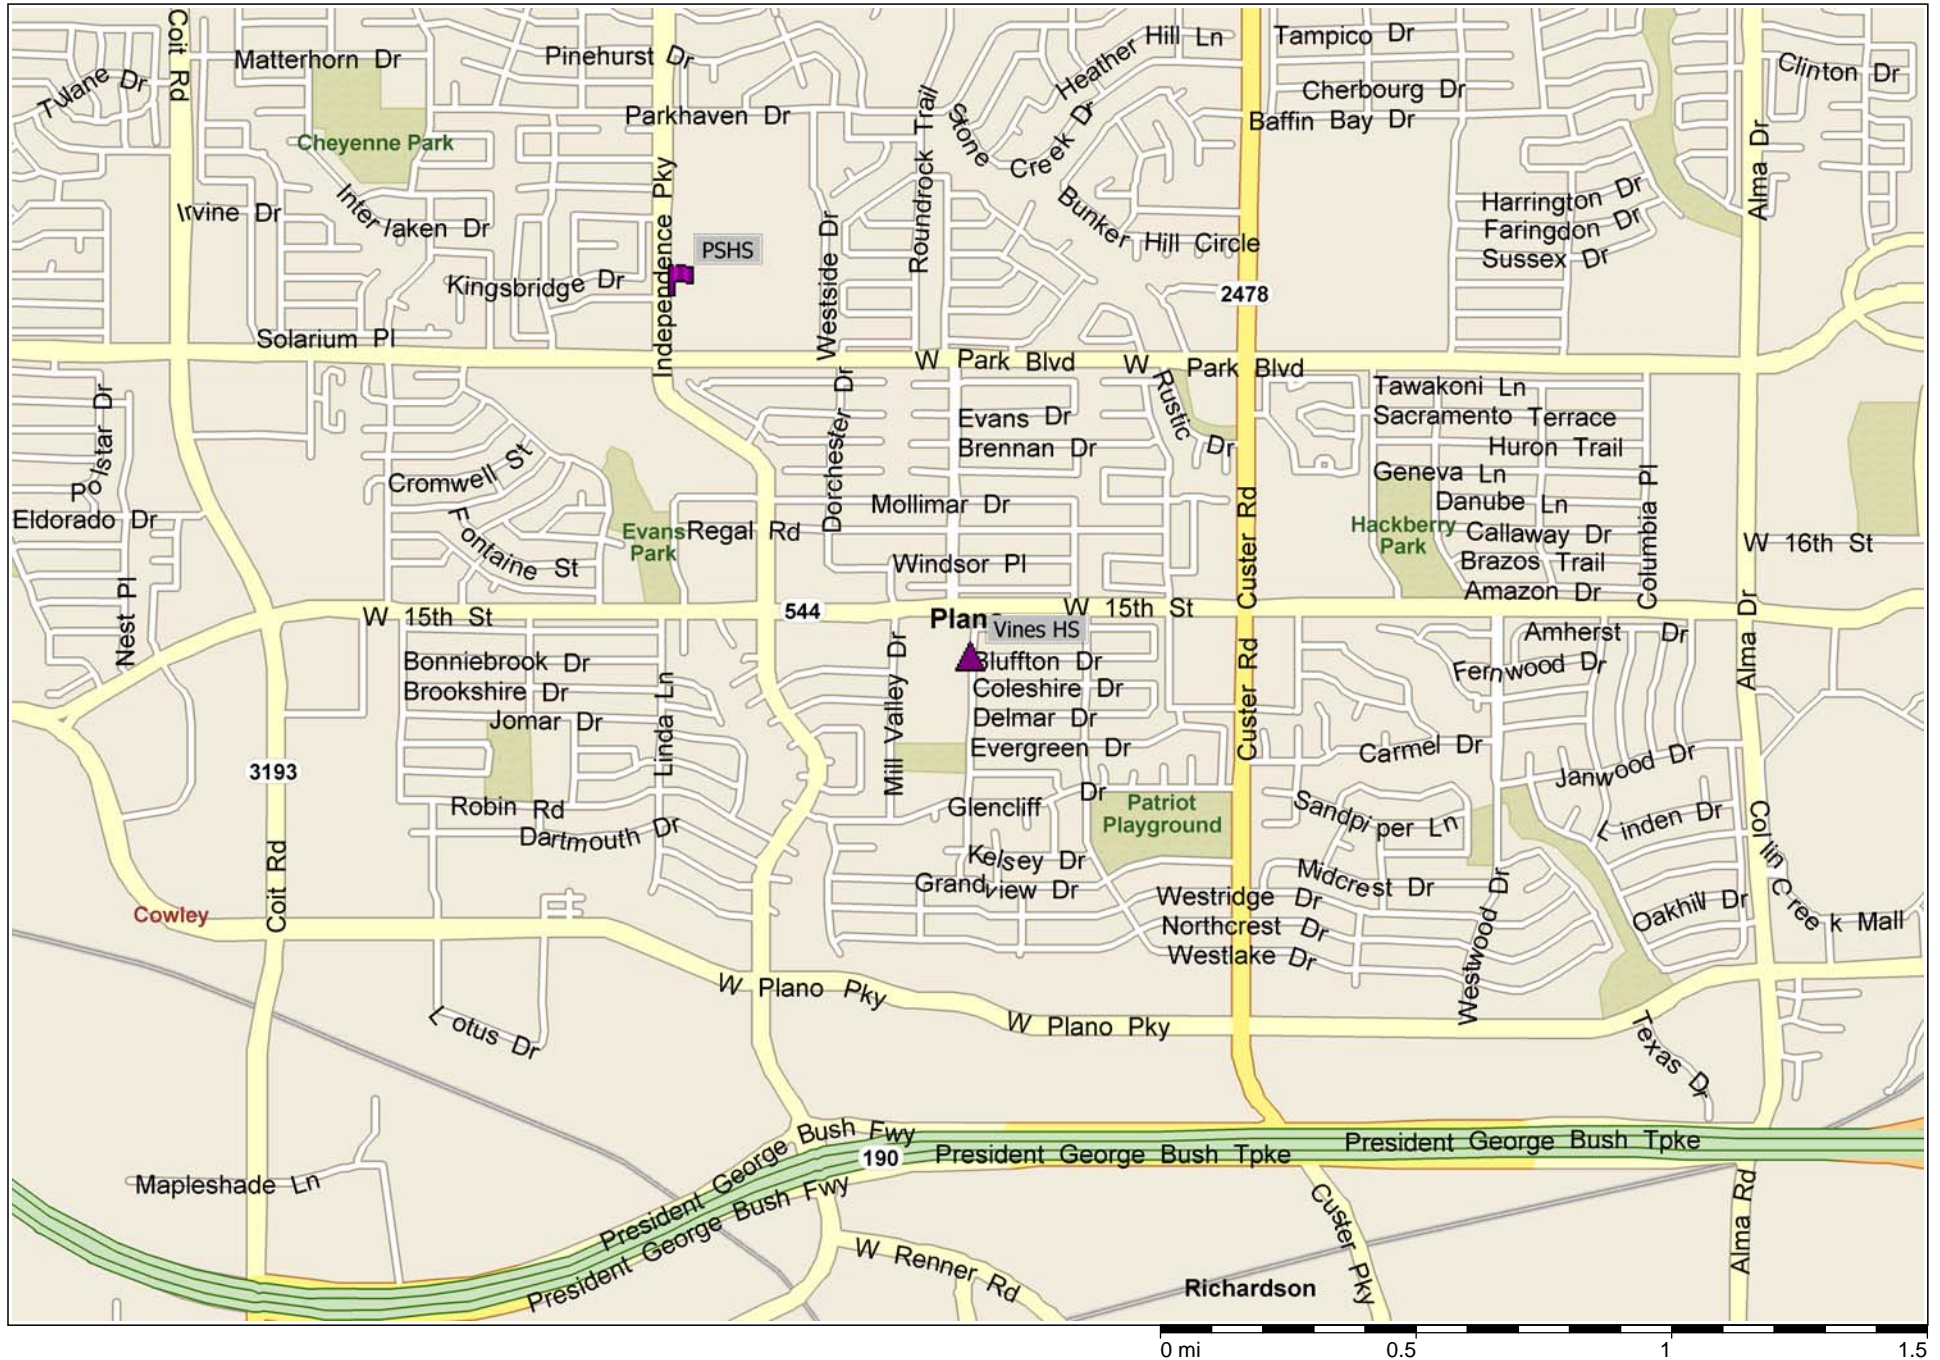 Coit Rd
Matterhorn Dr
Pinehurst Dr
Heather Hill Ln
Tampico Dr
Clinton Dr
Tulane Dr
Cherbourg Dr
Parkhaven Dr
Roundrock Trail
Stone Creek Dr
Baffin Bay Dr
Alma Dr
Cheyenne Park
Independence Pky
Interlaken Dr
Irvine Dr
Bunker Hill Circle
Harrington Dr
Faringdon Dr
Sussex Dr
PSHS
Westside Dr
Kingsbridge Dr
2478
Solarium Pl
W Park Blvd
W Park Blvd
Polstar Dr
Dorchester Dr
Rustic Dr
Tawakoni Ln
Evans Dr
Sacramento Terrace
Brennan Dr
Huron Trail
Cromwell St
Geneva Ln
Columbia Pl
Mollimar Dr
Danube Ln
Eldorado Dr
Fontaine St
Evans Park
Regal Rd
Custer Rd
Hackberry Park
Callaway Dr
W 16th St
Windsor Pl
Brazos Trail
Nest Pl
Amazon Dr
W 15th St
544
W 15th St
Plan
Vines HS
Alma Dr
Amherst Dr
Bonniebrook Dr
Mill Valley Dr
Bluffton Dr
Custer Rd
Fernwood Dr
Brookshire Dr
Linda Ln
Coleshire Dr
Jomar Dr
Delmar Dr
Evergreen Dr
Carmel Dr
Janwood Dr
3193
Robin Rd
Glencliff Dr
Patriot Playground
Sandpiper Ln
Linden Dr
Dartmouth Dr
Coit Rd
Kelsey Dr
Collin Creek Mall
Grandview Dr
Midcrest Dr
Westridge Dr
Westwood Dr
Oakhill Dr
Cowley
Northcrest Dr
Westlake Dr
W Plano Pky
W Plano Pky
Lotus Dr
Texas Dr
President George Bush Fwy
190
President George Bush Tpke
President George Bush Tpke
Mapleshade Ln
President George Bush Fwy
Custer Pky
Alma Rd
W Renner Rd
Richardson
0 mi 0.5 1 1.5